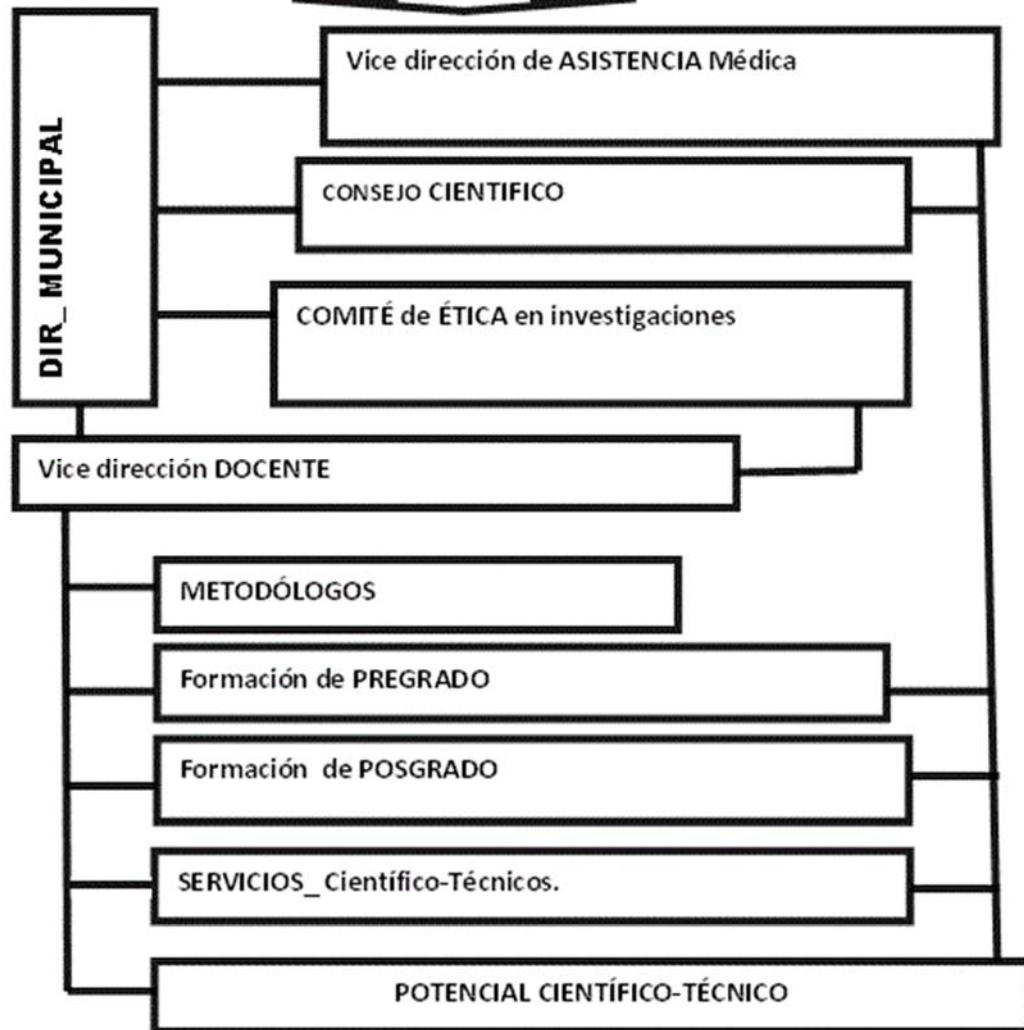 DIR_ MUNICIPAL
Vice dirección de ASISTENCIA Médica
CONSEJO CIENTIFICO
COMITÉ de ÉTICA en investigaciones
Vice dirección DOCENTE
METODÓLOGOS
Formación de PREGRADO
Formación  de POSGRADO
SERVICIOS_ Científico-Técnicos.
POTENCIAL CIENTÍFICO-TÉCNICO